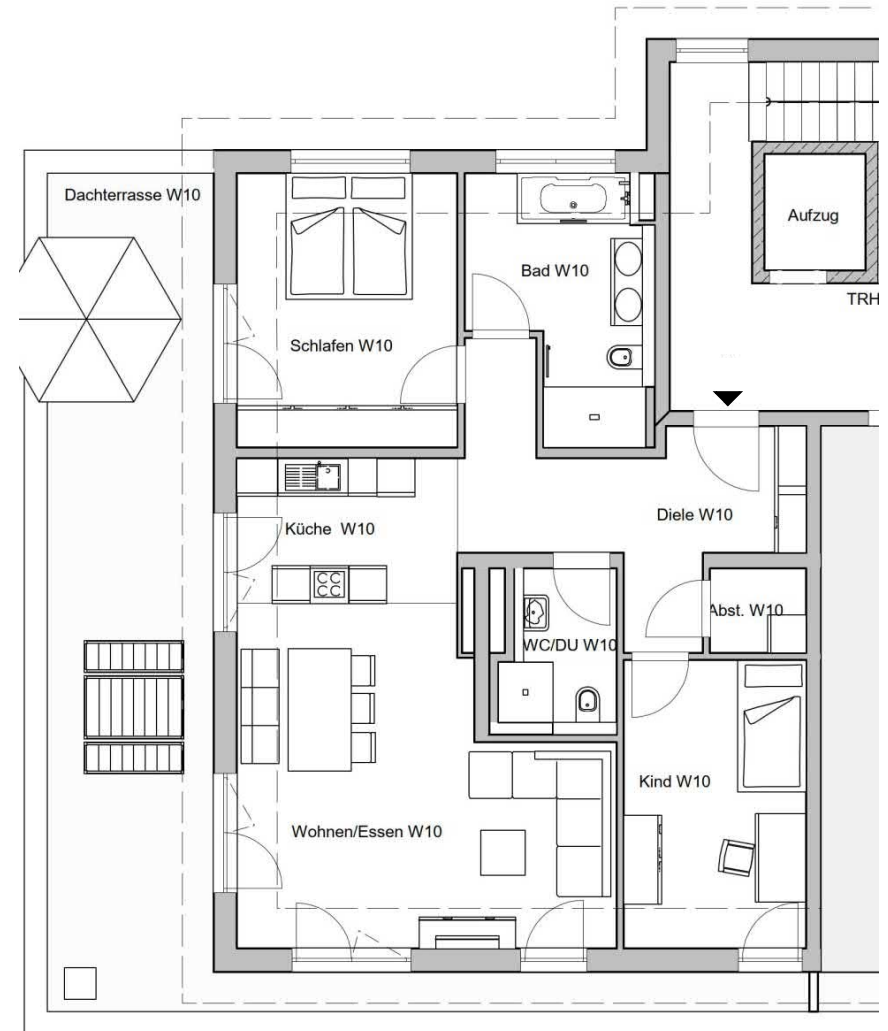 Dachterrasse W10
Aufzug
Bad W10
TRH
Schlafen W10
Diele W10
Küche W10
Abst. W10
WC/DU W10
Kind W10
Wohnen/Essen W10